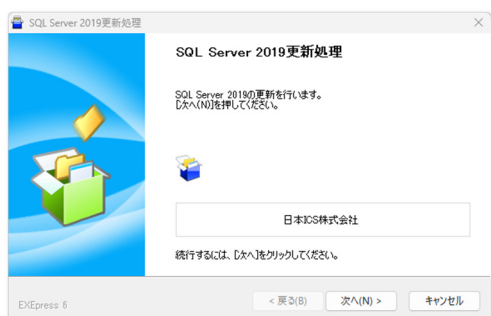 SQL Server 2019更新処理
SQL Server 2019更新処理
SQL Server 2019の更新を行います。
[次へ(N)]を押してください。
日本ICS株式会社
続行するには、[次へ]をクリックしてください。
EXEpress 6
< 戻る(B)
次へ(N) >
キャンセル